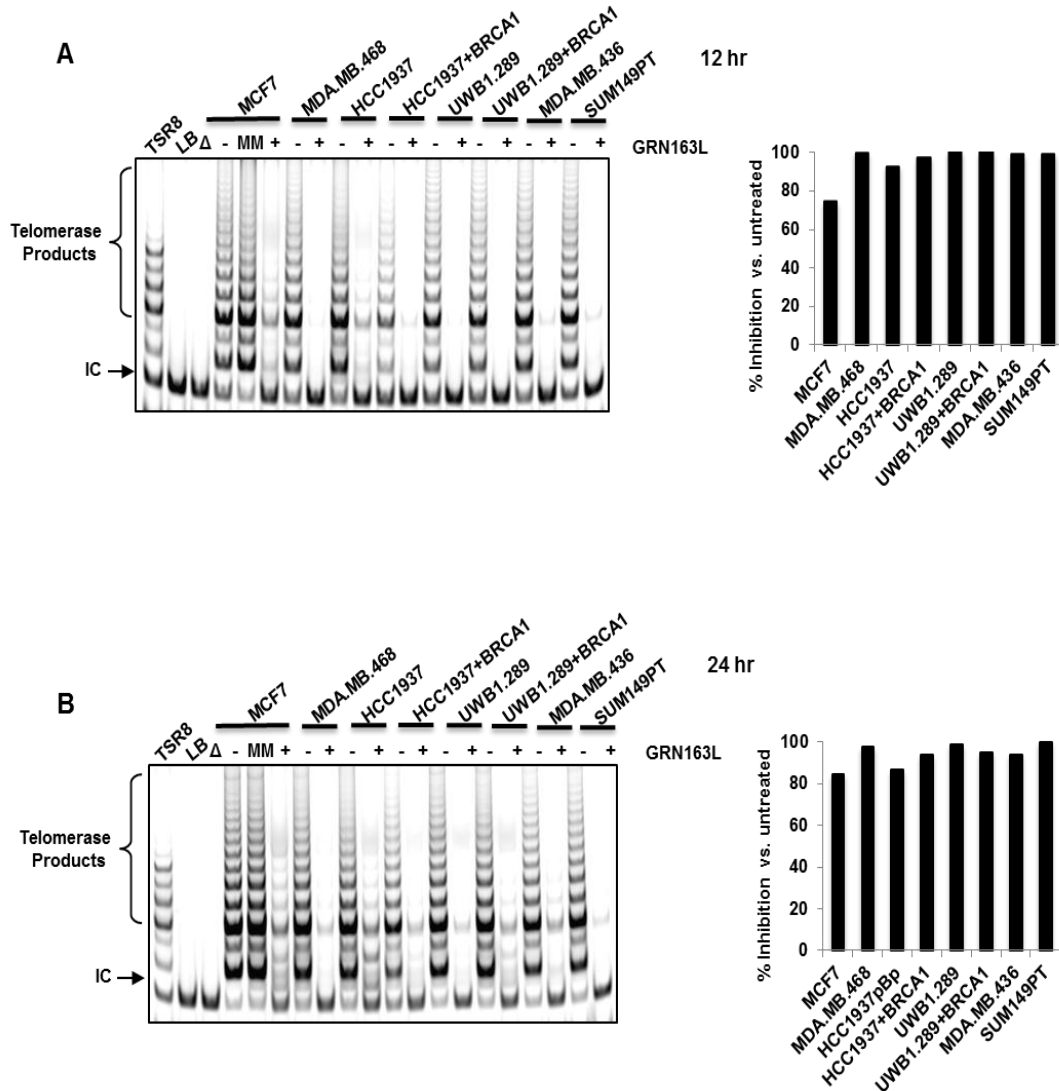 A
12 hr
MCF7
MDA.MB.468
HCC1937
HCC1937+BRCA1
UWB1.289
UWB1.289+BRCA1
MDA.MB.436
SUM149PT
TSR8
LB
Δ
- MM + - + - + - + - + - + - + - +
GRN163L
Telomerase
Products
IC
% Inhibition vs. untreated
100
80
60
40
20
0
MCF7
MDA.MB.468
HCC1937
HCC1937+BRCA1
UWB1.289
UWB1.289+BRCA1
MDA.MB.436
SUM149PT
B
24 hr
MCF7
MDA.MB.468
HCC1937
HCC1937+BRCA1
UWB1.289
UWB1.289+BRCA1
MDA.MB.436
SUM149PT
TSR8
LB
Δ
- MM + - + - + - + - + - + - + - +
GRN163L
Telomerase
Products
IC
% Inhibition vs. untreated
100
80
60
40
20
0
MCF7
MDA.MB.468
HCC1937pBp
HCC1937+BRCA1
UWB1.289
UWB1.289+BRCA1
MDA.MB.436
SUM149PT